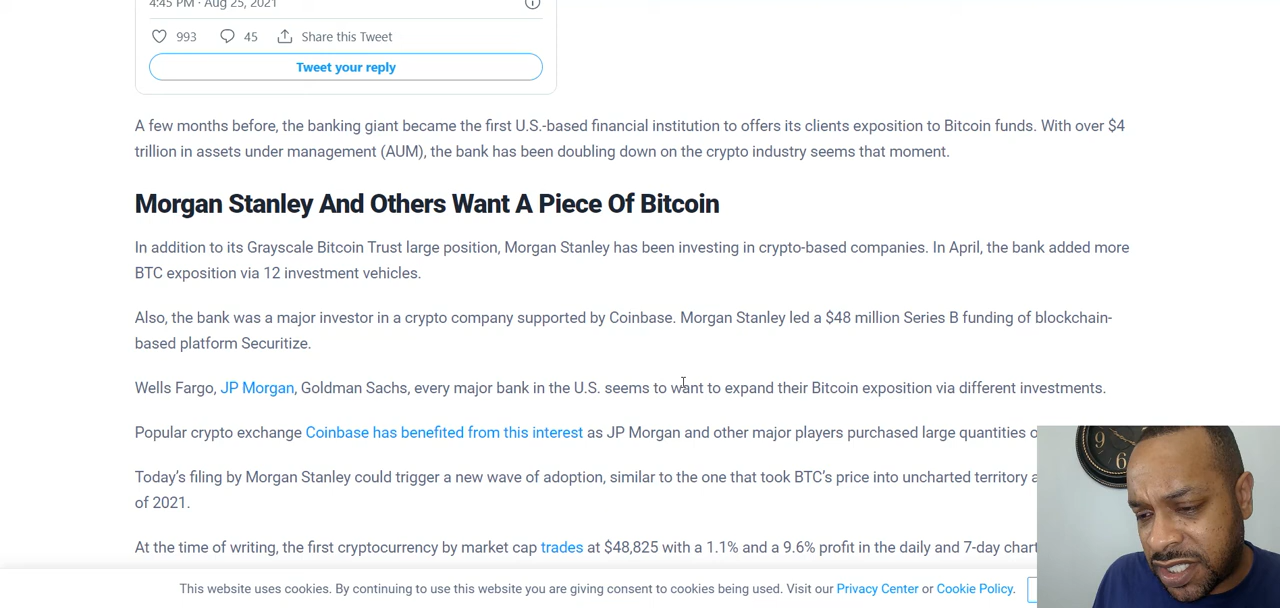 4:45 PM · Aug 25, 2021
993 45 Share this Tweet
Tweet your reply
A few months before, the banking giant became the first U.S.-based financial institution to offers its clients exposition to Bitcoin funds. With over $4
trillion in assets under management (AUM), the bank has been doubling down on the crypto industry seems that moment.
Morgan Stanley And Others Want A Piece Of Bitcoin
In addition to its Grayscale Bitcoin Trust large position, Morgan Stanley has been investing in crypto-based companies. In April, the bank added more
BTC exposition via 12 investment vehicles.
Also, the bank was a major investor in a crypto company supported by Coinbase. Morgan Stanley led a $48 million Series B funding of blockchain-
based platform Securitize.
Wells Fargo, JP Morgan, Goldman Sachs, every major bank in the U.S. seems to want to expand their Bitcoin exposition via different investments.
Popular crypto exchange Coinbase has benefited from this interest as JP Morgan and other major players purchased large quantities
Today's filing by Morgan Stanley could trigger a new wave of adoption, similar to the one that took BTC's price into uncharted territory
of 2021.
At the time of writing, the first cryptocurrency by market cap trades at $48,825 with a 1.1% and a 9.6% profit in the daily and 7-day chart
This website uses cookies. By continuing to use this website you are giving consent to cookies being used. Visit our Privacy Center or Cookie Policy.
9
6